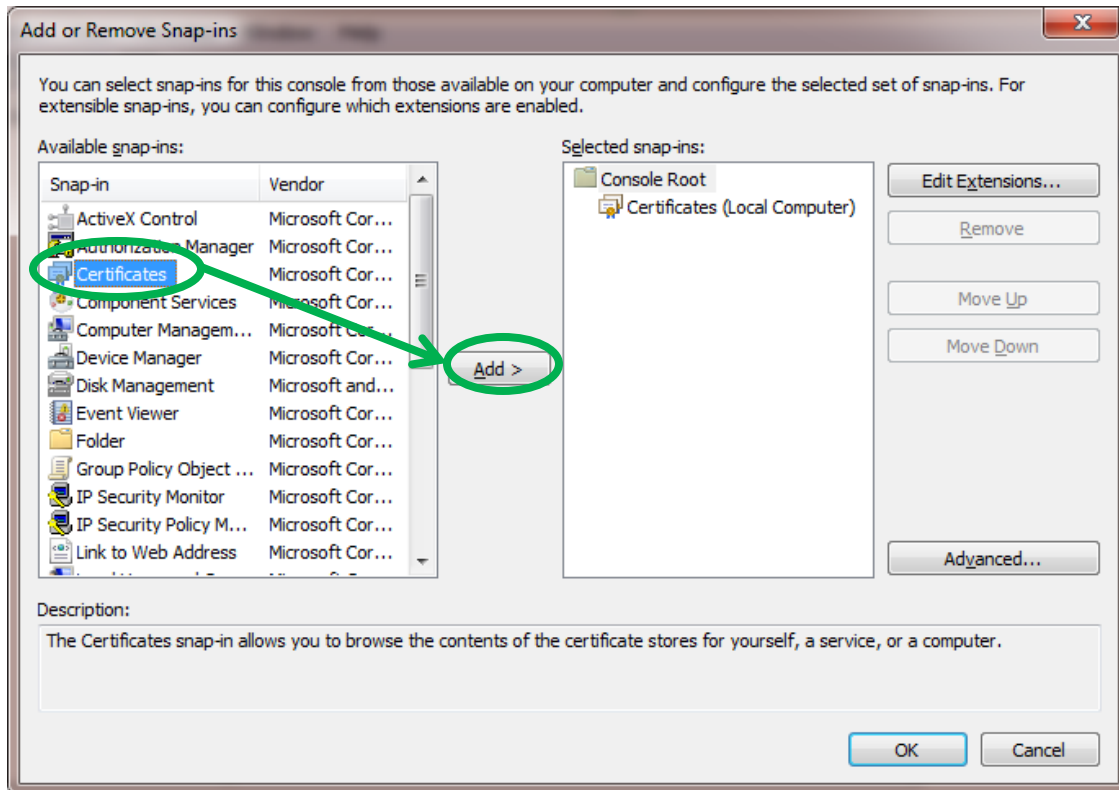 Add or Remove Snap-ins
You can select snap-ins for this console from those available on your computer and configure the selected set of snap-ins. For
extensible snap-ins, you can configure which extensions are enabled.
Available snap-ins:
Selected snap-ins:
Snap-in Vendor
ActiveX Control Microsoft Cor...
Authorization Manager Microsoft Cor...
Certificates Microsoft Cor...
Component Services Microsoft Cor...
Computer Managem... Microsoft Cor...
Device Manager Microsoft Cor...
Disk Management Microsoft and...
Event Viewer Microsoft Cor...
Folder Microsoft Cor...
Group Policy Object ... Microsoft Cor...
IP Security Monitor Microsoft Cor...
IP Security Policy M... Microsoft Cor...
Link to Web Address Microsoft Cor...
Add >
Console Root
Certificates (Local Computer)
Edit Extensions...
Remove
Move Up
Move Down
Advanced...
Description:
The Certificates snap-in allows you to browse the contents of the certificate stores for yourself, a service, or a computer.
OK
Cancel